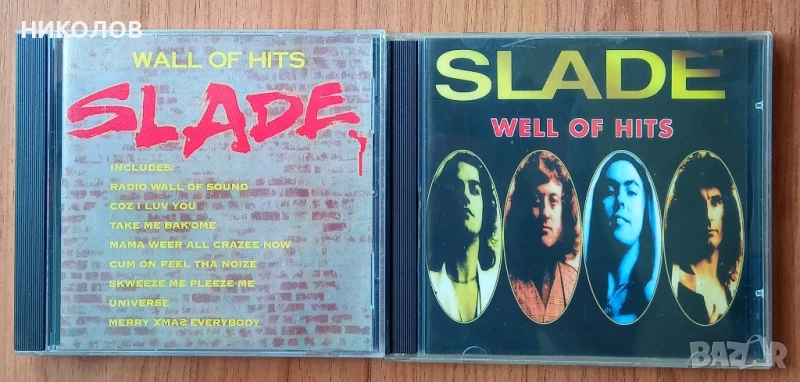 НИКОЛОВ
WALL OF HITS
SLADE
INCLUDES:
RADIO WALL OF SOUND
COZ I LUV YOU
TAKE ME BAK'OME
MAMA WEER ALL CRAZEE NOW
CUM ON FEEL THA NOIZE
SKWEEZE ME PLEEZE ME
UNIVERSE
MERRY XMAS EVERYBODY
SLADE
WELL OF HITS
BAZAR